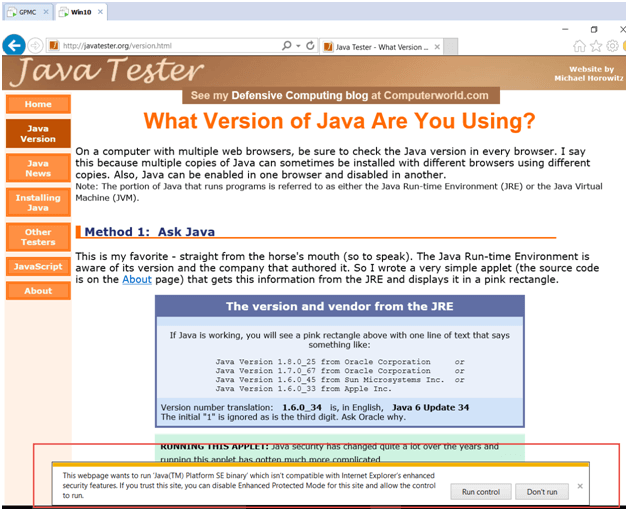 GPMC
Win10
http://javatester.org/version.html
Java Tester - What Version ...
Java Tester
Website by
Michael Horowitz
See my Defensive Computing blog at Computerworld.com
Home
Java
Version
Java
News
Installing
Java
Other
Testers
JavaScript
About
What Version of Java Are You Using?
On a computer with multiple web browsers, be sure to check the Java version in every browser. I say
this because multiple copies of Java can sometimes be installed with different browsers using different
copies. Also, Java can be enabled in one browser and disabled in another.
Note: The portion of Java that runs programs is referred to as either the Java Run-time Environment (JRE) or the Java Virtual
Machine (JVM).
Method 1: Ask Java
This is my favorite - straight from the horse's mouth (so to speak). The Java Run-time Environment is
aware of its version and the company that authored it. So I wrote a very simple applet (the source code
is on the About page) that gets this information from the JRE and displays it in a pink rectangle.
The version and vendor from the JRE
If Java is working, you will see a pink rectangle above with one line of text that says
something like:
Java Version 1.8.0_25 from Oracle Corporation or
Java Version 1.7.0_67 from Oracle Corporation or
Java Version 1.6.0_45 from Sun Microsystems Inc. or
Java Version 1.6.0_33 from Apple Inc.
Version number translation: 1.6.0_34 is, in English, Java 6 Update 34
The initial "1" is ignored as is the third digit. Ask Oracle why.
RUNNING THIS APPLET: Java security has changed quite a lot over the years and
running this applet has gotten much more complicated
This webpage wants to run 'Java(TM) Platform SE binary' which isn't compatible with Internet Explorer's enhanced
security features. If you trust this site, you can disable Enhanced Protected Mode for this site and allow the control
to run.
Run control
Don't run